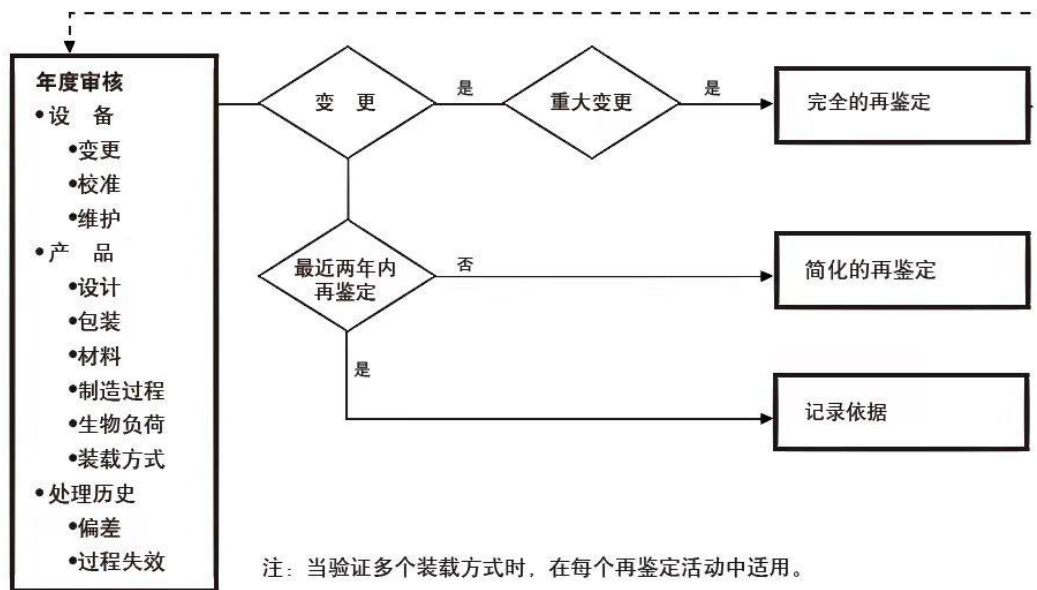 年度审核
•设 备
•变更
•校准
•维护
•产 品
•设计
•包装
•材料
•制造过程
•生物负荷
•装载方式
•处理历史
•偏差
•过程失效
变 更
是
重大变更
是
完全的再鉴定
最近两年内
再鉴定
否
简化的再鉴定
是
记录依据
注：当验证多个装载方式时，在每个再鉴定活动中适用。